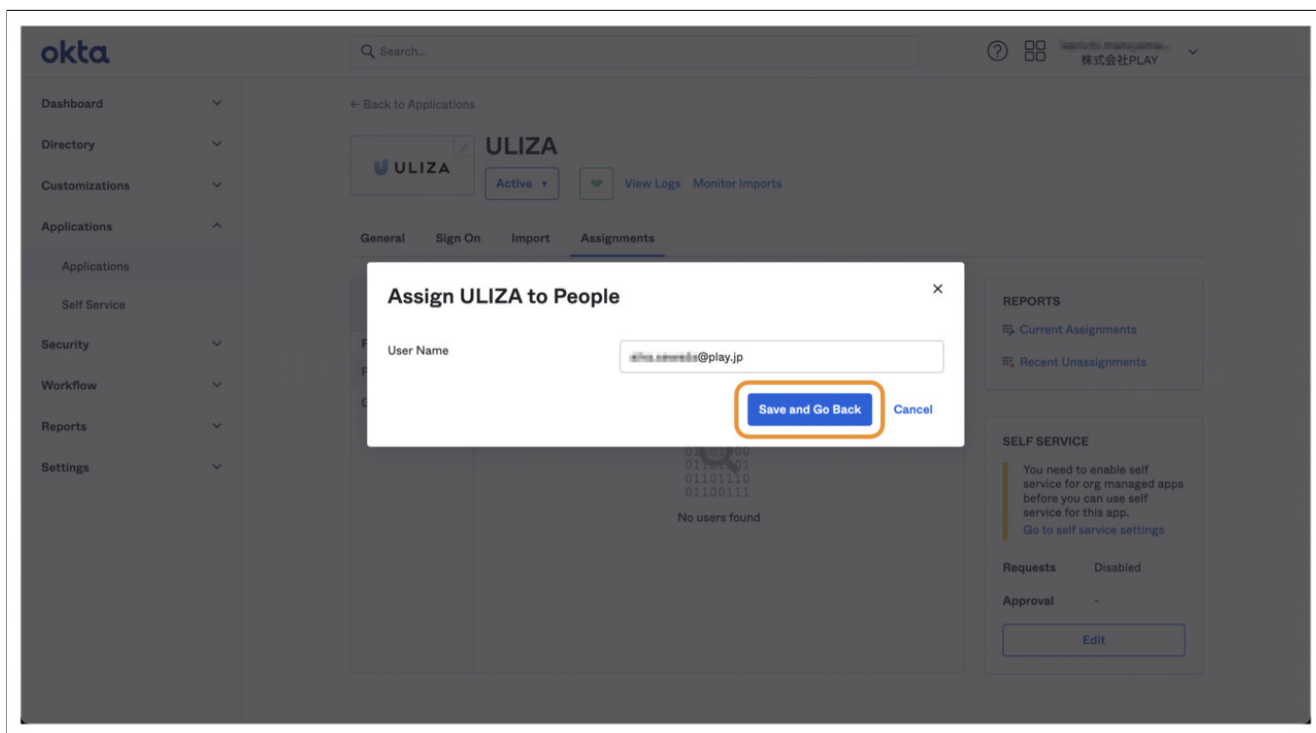 okta
Search...
株式会社PLAY
Dashboard
Directory
Customizations
Applications
Applications
Self Service
Security
Workflow
Reports
Settings
← Back to Applications
ULIZA
ULIZA
Active
View Logs Monitor Imports
General Sign On Import Assignments
Assign ULIZA to People
User Name
@play.jp
Save and Go Back Cancel
01101001
01101110
01100111
No users found
REPORTS
Current Assignments
Recent Unassignments
SELF SERVICE
You need to enable self
service for org managed apps
before you can use self
service for this app.
Go to self service settings
Requests Disabled
Approval -
Edit